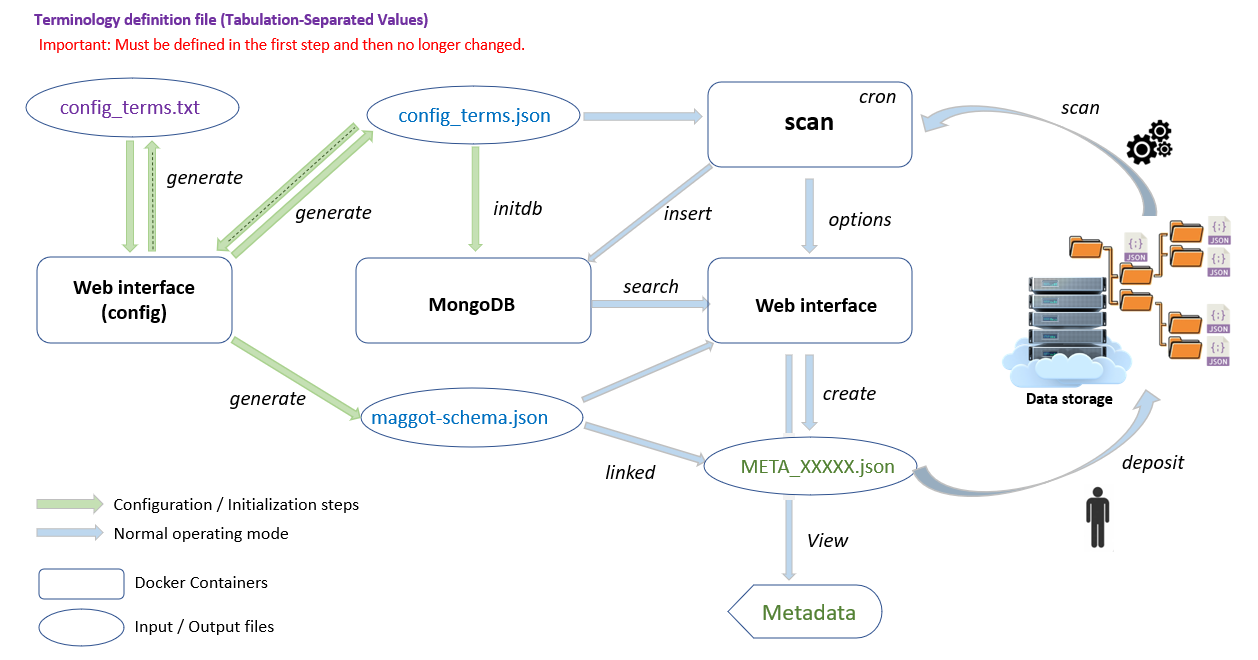 Terminology definition file (Tabulation-Separated Values)
Important: Must be defined in the first step and then no longer changed.
config_terms.txt
config_terms.json
cron
scan
scan
generate
generate
initdb
insert
options
Web interface
(config)
MongoDB
search
Web interface
{;}
JSON
{;}
JSON
{;}
JSON
{;}
JSON
{;}
JSON
Data storage
generate
maggot-schema.json
create
linked
META_XXXXX.json
deposit
Configuration / Initialization steps
Normal operating mode
View
Docker Containers
Metadata
Input / Output files